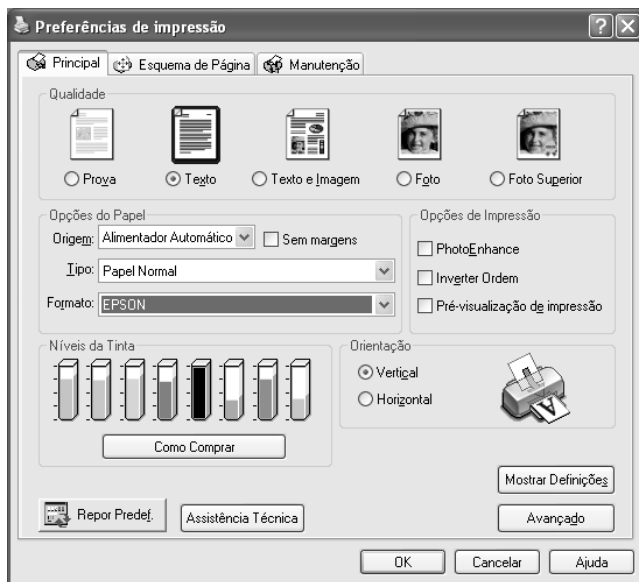 Preferências de impressão
Principal Esquema de Página Manutenção
Qualidade
Prova Texto Texto e Imagem Foto Foto Superior
Opções do Papel
Origem: Alimentador Automático Sem margens
Tipo: Papel Normal
Formato: EPSON
Opções de Impressão
PhotoEnhance
Inverter Ordem
Pré-visualização de impressão
Níveis da Tinta
Como Comprar
Orientação
Vertical
Horizontal
A
Mostrar Definições
Repor Predef. Assistência Técnica Avançado
OK Cancelar Ajuda